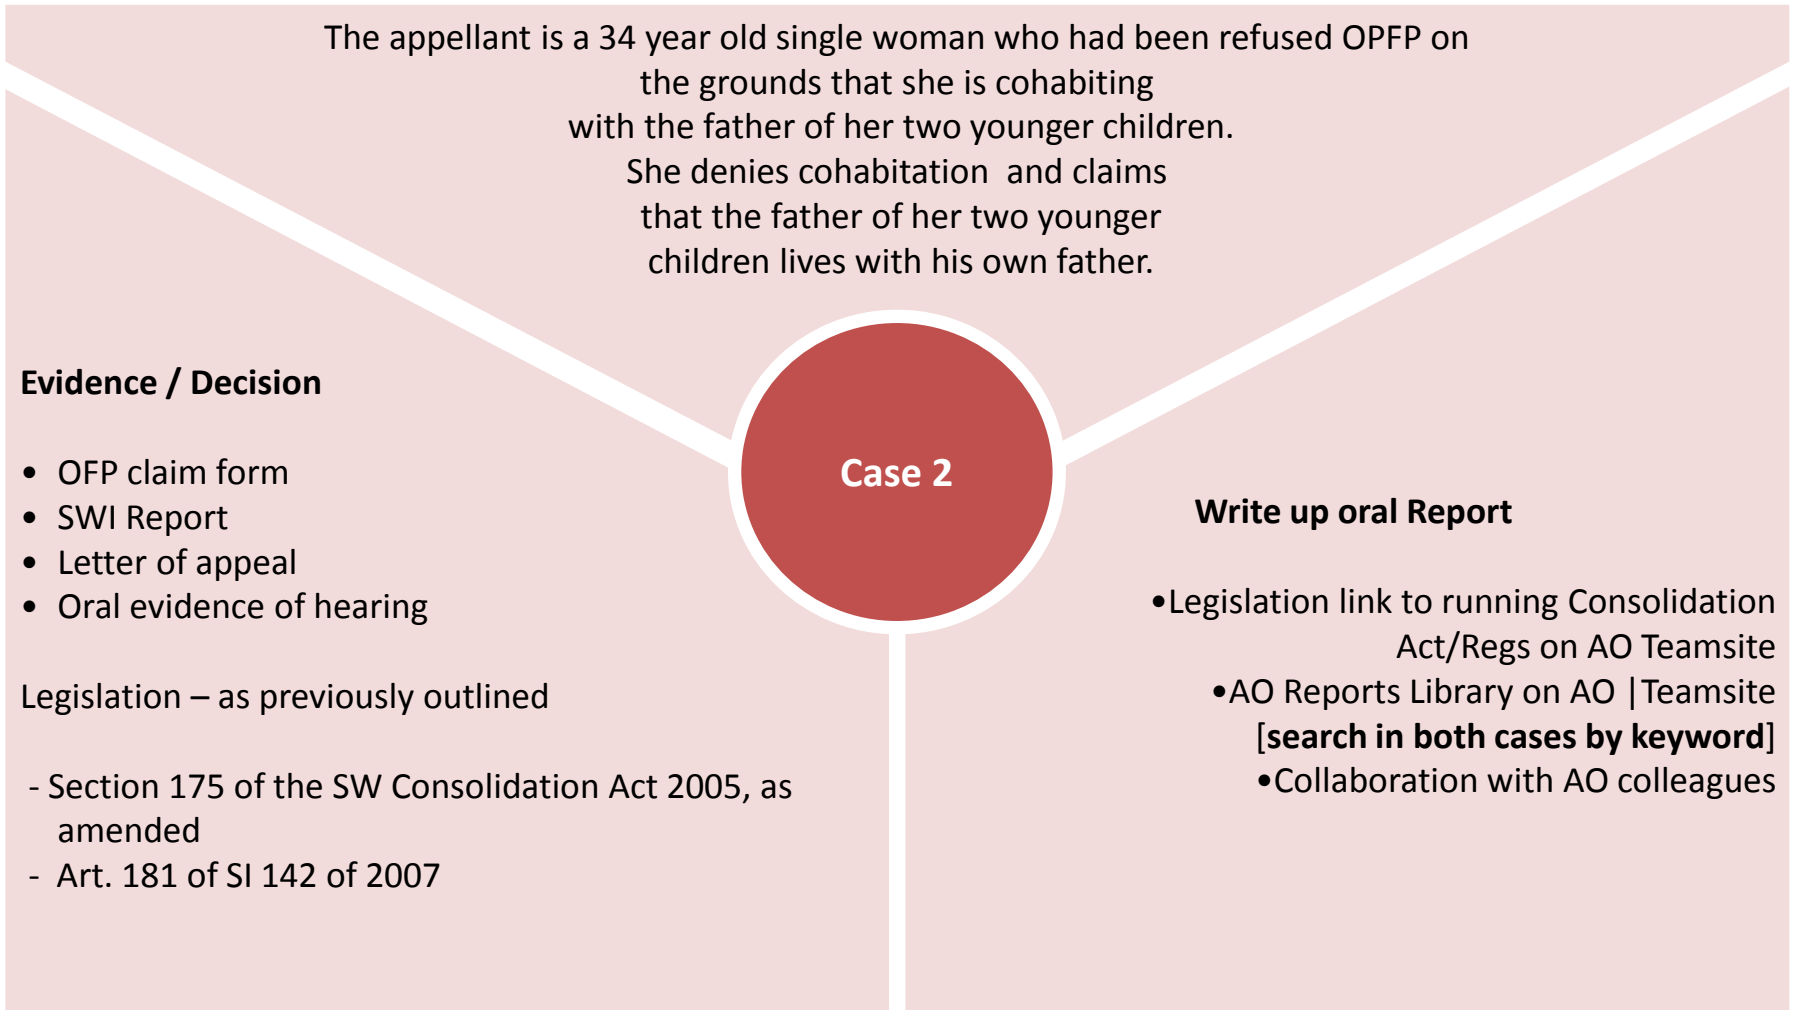 The appellant is a 34 year old single woman who had been refused OPFP on
the grounds that she is cohabiting
with the father of her two younger children.
She denies cohabitation  and claims
that the father of her two younger
children lives with his own father.
Evidence / Decision
• OFP claim form
• SWI Report
• Letter of appeal
• Oral evidence of hearing
Legislation – as previously outlined
- Section 175 of the SW Consolidation Act 2005, as
amended
- Art. 181 of SI 142 of 2007
Case 2
Write up oral Report
•Legislation link to running Consolidation
Act/Regs on AO Teamsite
•AO Reports Library on AO |Teamsite
[search in both cases by keyword]
•Collaboration with AO colleagues